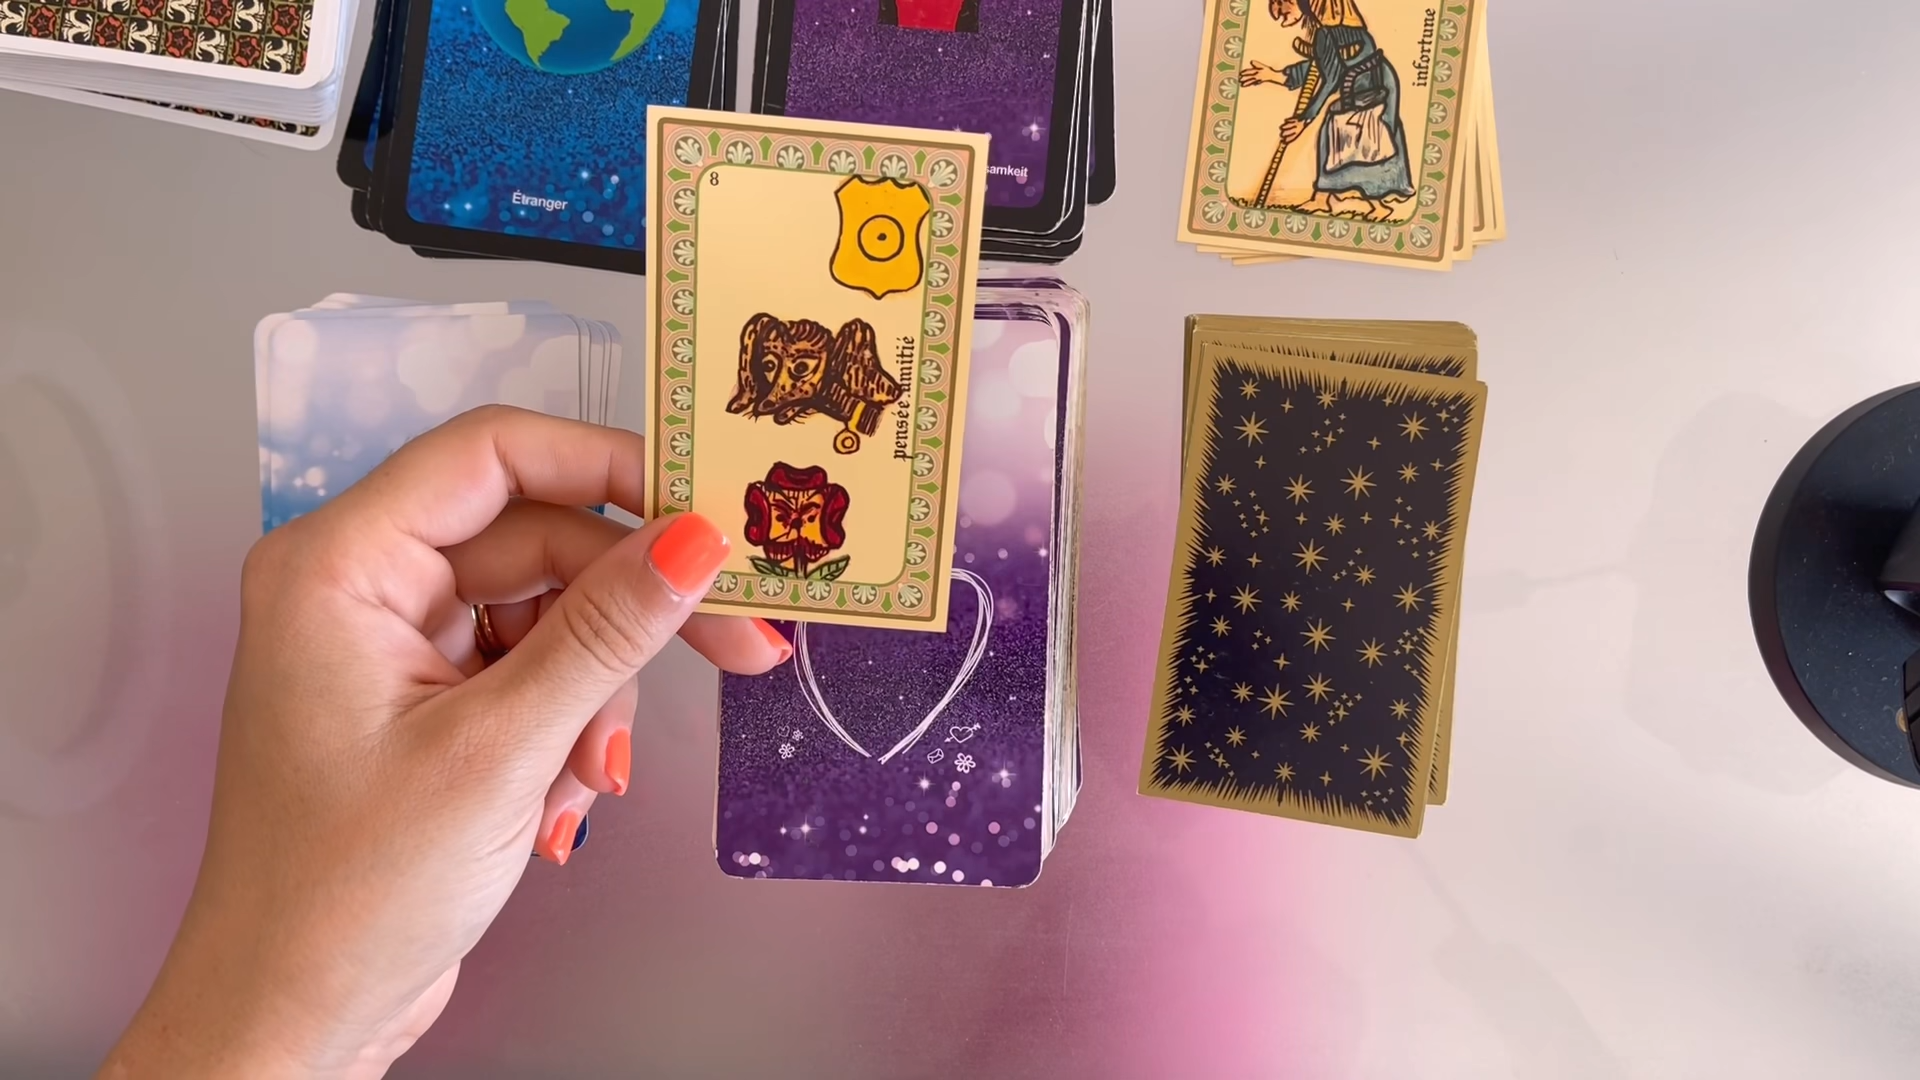 Étranger
samkeit
infortune
8
pensée.amitié